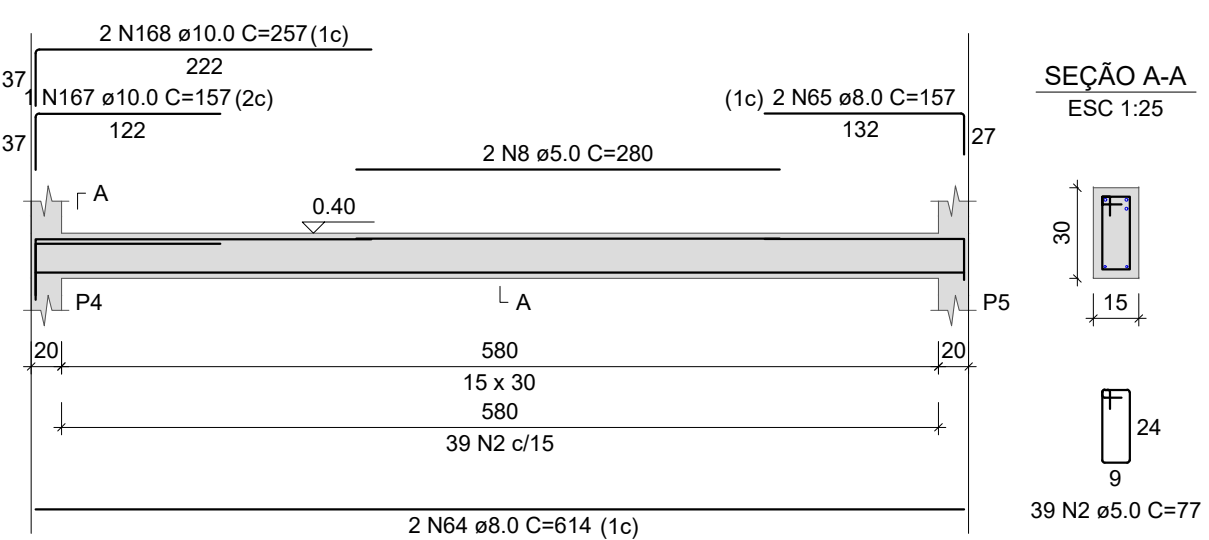 2 N168 ø10.0 C=257(1c)
222
37
1 N167 ø10.0 C=157(2c)
122
37
(1c) 2 N65 ø8.0 C=157
132
27
2 N8 ø5.0 C=280
SEÇÃO A-A
ESC 1:25
A
0.40
A
P4
P5
30
15
20
580
20
15 x 30
580
39 N2 c/15
24
9
39 N2 ø5.0 C=77
2 N64 ø8.0 C=614 (1c)